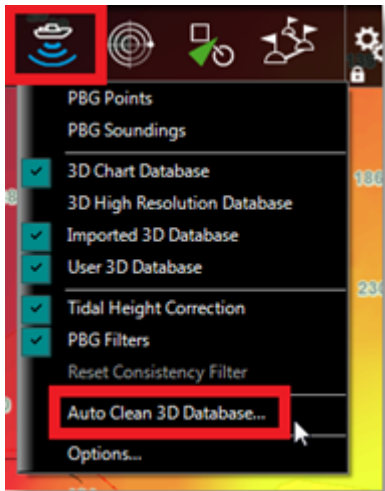 PBG Points
PBG Soundings
3D Chart Database
186
3D High Resolution Database
Imported 3D Database
User 3D Database
Tidal Height Correction
PBG Filters
Reset Consistency Filter
Auto Clean 3D Database...
Options...